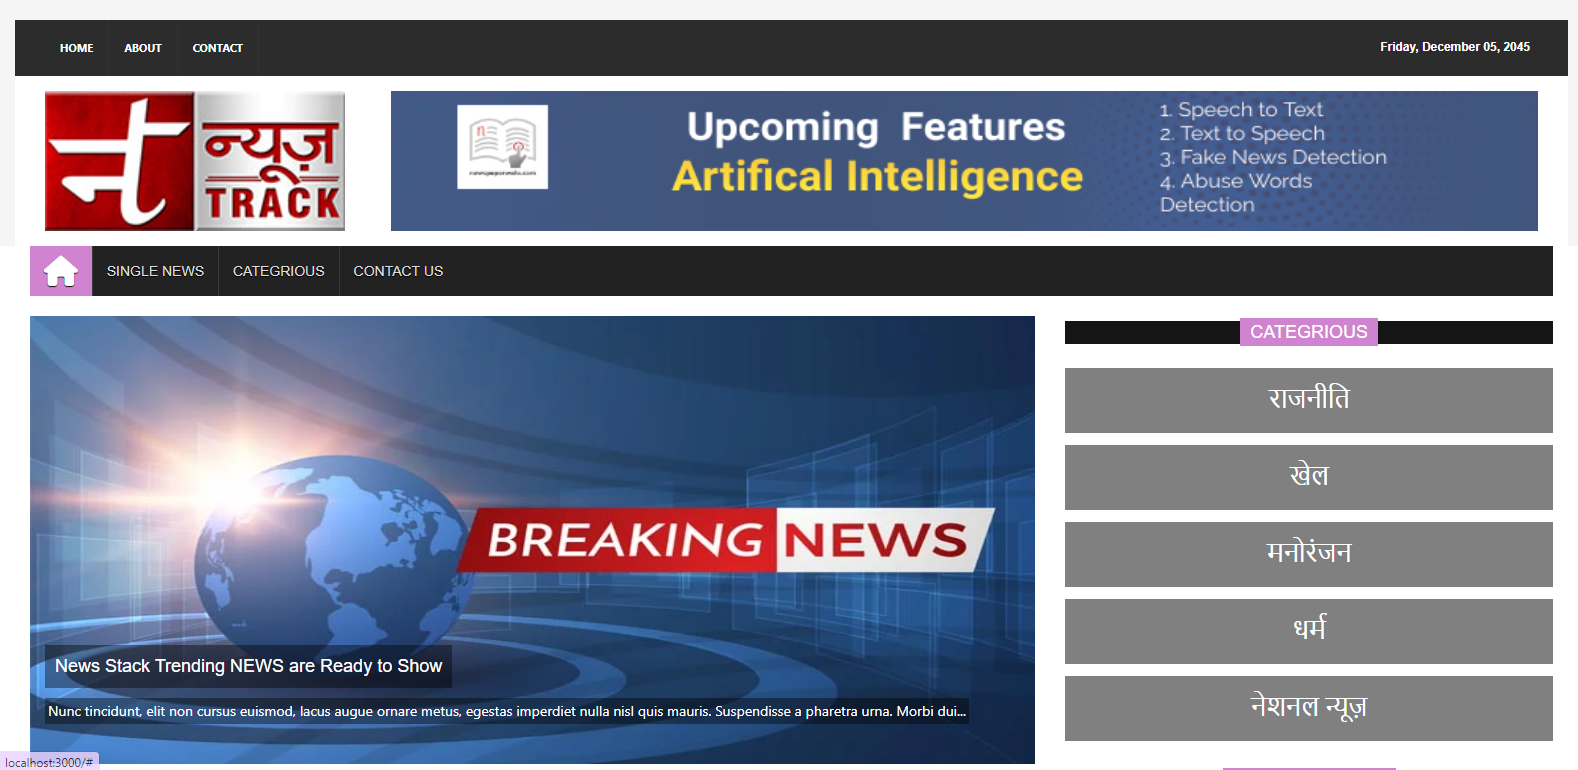 HOME ABOUT CONTACT Friday, December 05, 2045
न्यूज़
TRACK
Upcoming Features
Artifical Intelligence
1. Speech to Text
2. Text to Speech
3. Fake News Detection
4. Abuse Words
Detection
SINGLE NEWS CATEGRIOUS CONTACT US
BREAKING NEWS
News Stack Trending NEWS are Ready to Show
Nunc tincidunt, elit non cursus euismod, lacus augue ornare metus, egestas imperdiet nulla nisl quis mauris. Suspendisse a pharetra urna. Morbi dui...
CATEGRIOUS
राजनीति
खेल
मनोरंजन
धर्म
नेशनल न्यूज़
localhost:3000/#